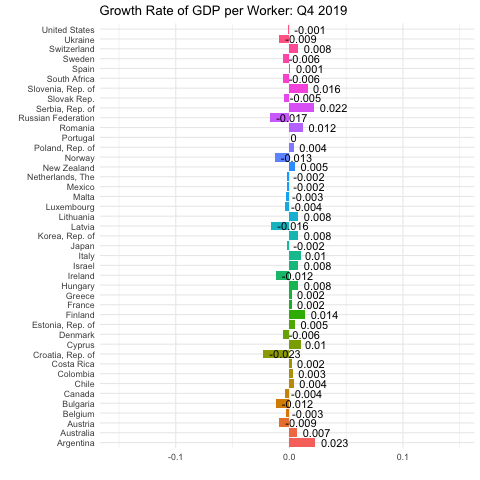 Growth Rate of GDP per Worker: Q4 2019
United States -0.001
Ukraine -0.009
Switzerland 0.008
Sweden -0.006
Spain 0.001
South Africa -0.006
Slovenia, Rep. of 0.016
Slovak Rep. -0.005
Serbia, Rep. of 0.022
Russian Federation -0.017
Romania 0.012
Portugal 0
Poland, Rep. of 0.004
Norway -0.013
New Zealand 0.005
Netherlands, The -0.002
Mexico -0.002
Malta -0.003
Luxembourg -0.004
Lithuania 0.008
Latvia -0.016
Korea, Rep. of 0.008
Japan -0.002
Italy 0.01
Israel 0.008
Ireland -0.012
Hungary 0.008
Greece 0.002
France 0.002
Finland 0.014
Estonia, Rep. of 0.005
Denmark -0.006
Cyprus 0.01
Croatia, Rep. of -0.023
Costa Rica 0.002
Colombia 0.003
Chile 0.004
Canada -0.004
Bulgaria -0.012
Belgium -0.003
Austria -0.009
Australia 0.007
Argentina 0.023
-0.1 0.0 0.1